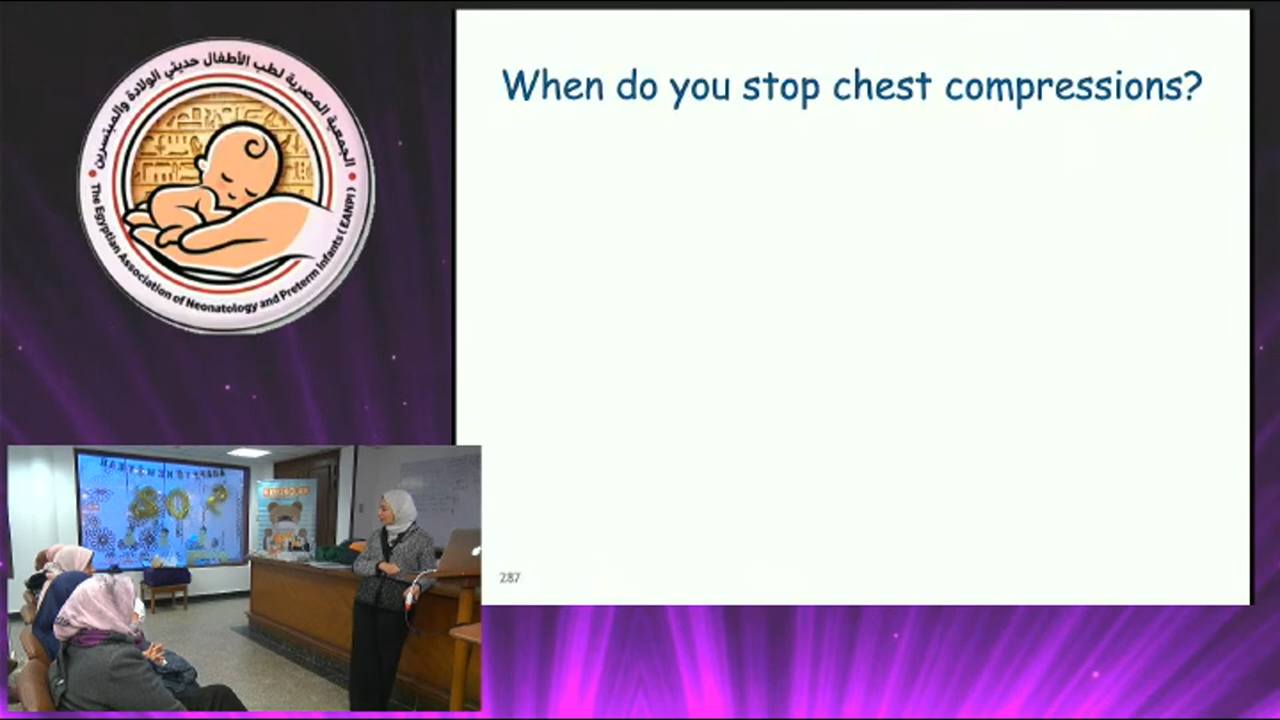 الجمعية المصرية لطب الأطفال حديثي الولادة والمبتسرين
The Egyptian Association of Neonatology and Preterm Infants ( EANPI )
When do you stop chest compressions?
287